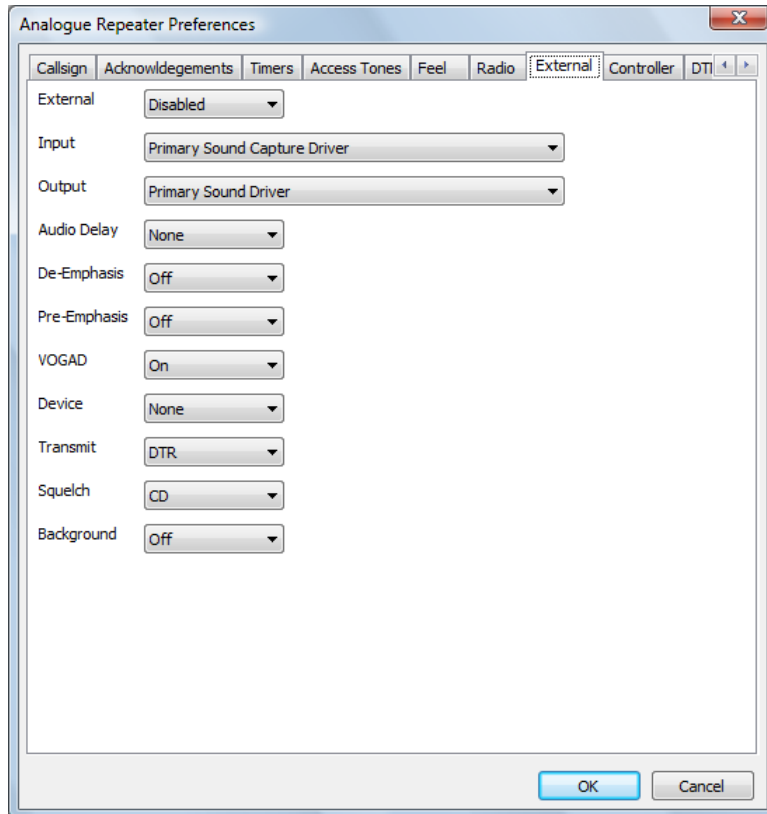 Analogue Repeater Preferences
Callsign Acknowldegements Timers Access Tones Feel Radio External Controller DTI
External Disabled
Input Primary Sound Capture Driver
Output Primary Sound Driver
Audio Delay None
De-Emphasis Off
Pre-Emphasis Off
VOGAD On
Device None
Transmit DTR
Squelch CD
Background Off
OK Cancel